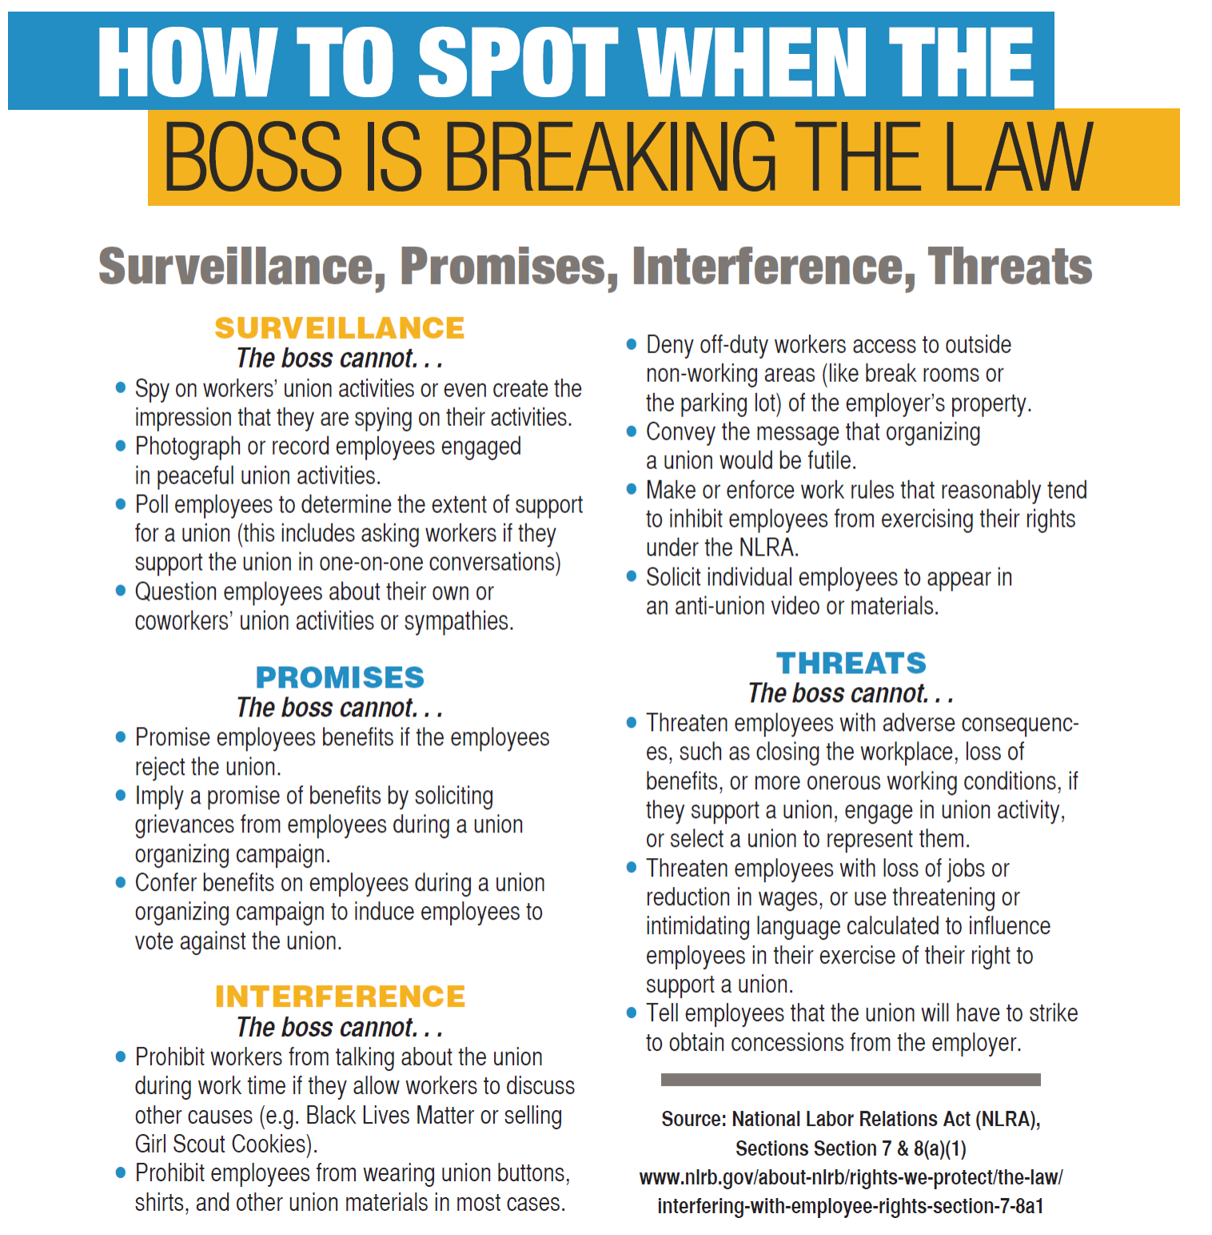 HOW TO SPOT WHEN THE
BOSS IS BREAKING THE LAW
Surveillance, Promises, Interference, Threats
SURVEILLANCE
The boss cannot. . .
• Spy on workers’ union activities or even create the
impression that they are spying on their activities.
• Photograph or record employees engaged
in peaceful union activities.
• Poll employees to determine the extent of support
for a union (this includes asking workers if they
support the union in one-on-one conversations)
• Question employees about their own or
coworkers’ union activities or sympathies.
PROMISES
The boss cannot. . .
• Promise employees benefits if the employees
reject the union.
• Imply a promise of benefits by soliciting
grievances from employees during a union
organizing campaign.
• Confer benefits on employees during a union
organizing campaign to induce employees to
vote against the union.
INTERFERENCE
The boss cannot. . .
• Prohibit workers from talking about the union
during work time if they allow workers to discuss
other causes (e.g. Black Lives Matter or selling
Girl Scout Cookies).
• Prohibit employees from wearing union buttons,
shirts, and other union materials in most cases.
• Deny off-duty workers access to outside
non-working areas (like break rooms or
the parking lot) of the employer’s property.
• Convey the message that organizing
a union would be futile.
• Make or enforce work rules that reasonably tend
to inhibit employees from exercising their rights
under the NLRA.
• Solicit individual employees to appear in
an anti-union video or materials.
THREATS
The boss cannot. . .
• Threaten employees with adverse consequenc-
es, such as closing the workplace, loss of
benefits, or more onerous working conditions, if
they support a union, engage in union activity,
or select a union to represent them.
• Threaten employees with loss of jobs or
reduction in wages, or use threatening or
intimidating language calculated to influence
employees in their exercise of their right to
support a union.
• Tell employees that the union will have to strike
to obtain concessions from the employer.
Source: National Labor Relations Act (NLRA),
Sections Section 7 & 8(a)(1)
www.nlrb.gov/about-nlrb/rights-we-protect/the-law/
interfering-with-employee-rights-section-7-8a1